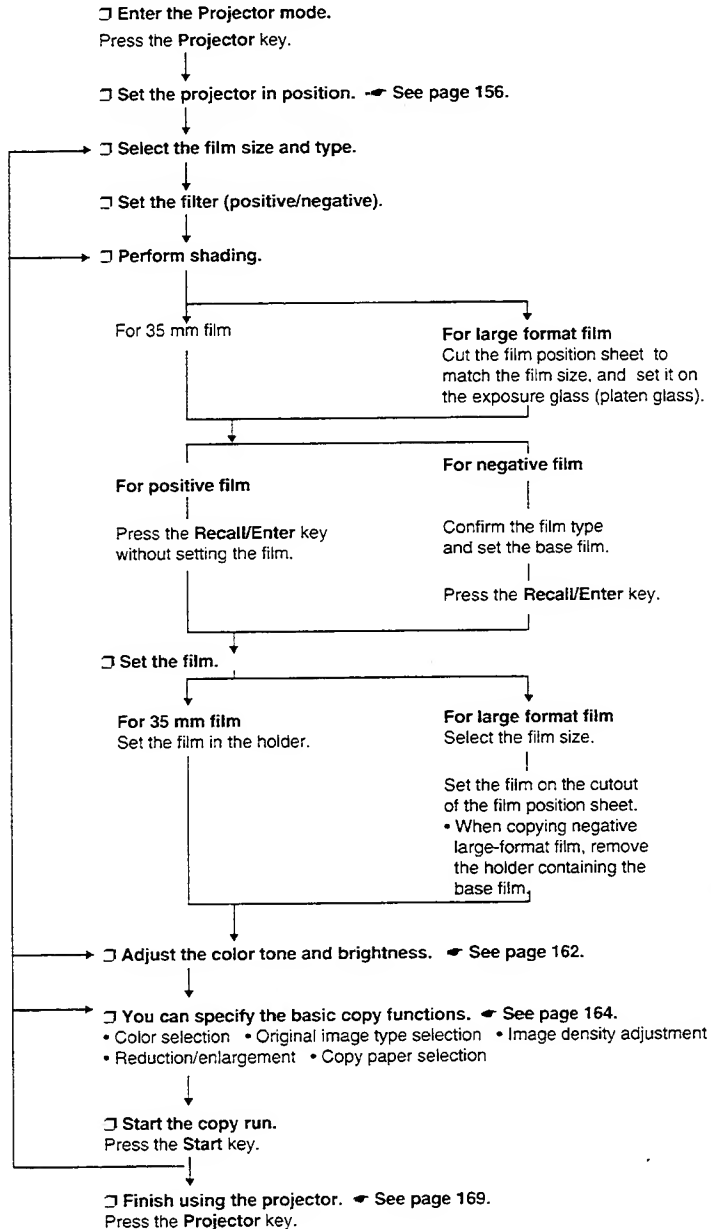 ❒ Enter the Projector mode.
Press the Projector key.
❒ Set the projector in position. ☛ See page 156.
❒ Select the film size and type.
❒ Set the filter (positive/negative).
❒ Perform shading.
For 35 mm film
For large format film
Cut the film position sheet to
match the film size, and set it on
the exposure glass (platen glass).
For positive film
Press the Recall/Enter key
without setting the film.
For negative film
Confirm the film type
and set the base film.
Press the Recall/Enter key.
❒ Set the film.
For 35 mm film
Set the film in the holder.
For large format film
Select the film size.
Set the film on the cutout
of the film position sheet.
• When copying negative
large-format film, remove
the holder containing the
base film.
❒ Adjust the color tone and brightness. ☛ See page 162.
❒ You can specify the basic copy functions. ☛ See page 164.
• Color selection • Original image type selection • Image density adjustment
• Reduction/enlargement • Copy paper selection
❒ Start the copy run.
Press the Start key.
❒ Finish using the projector. ☛ See page 169.
Press the Projector key.